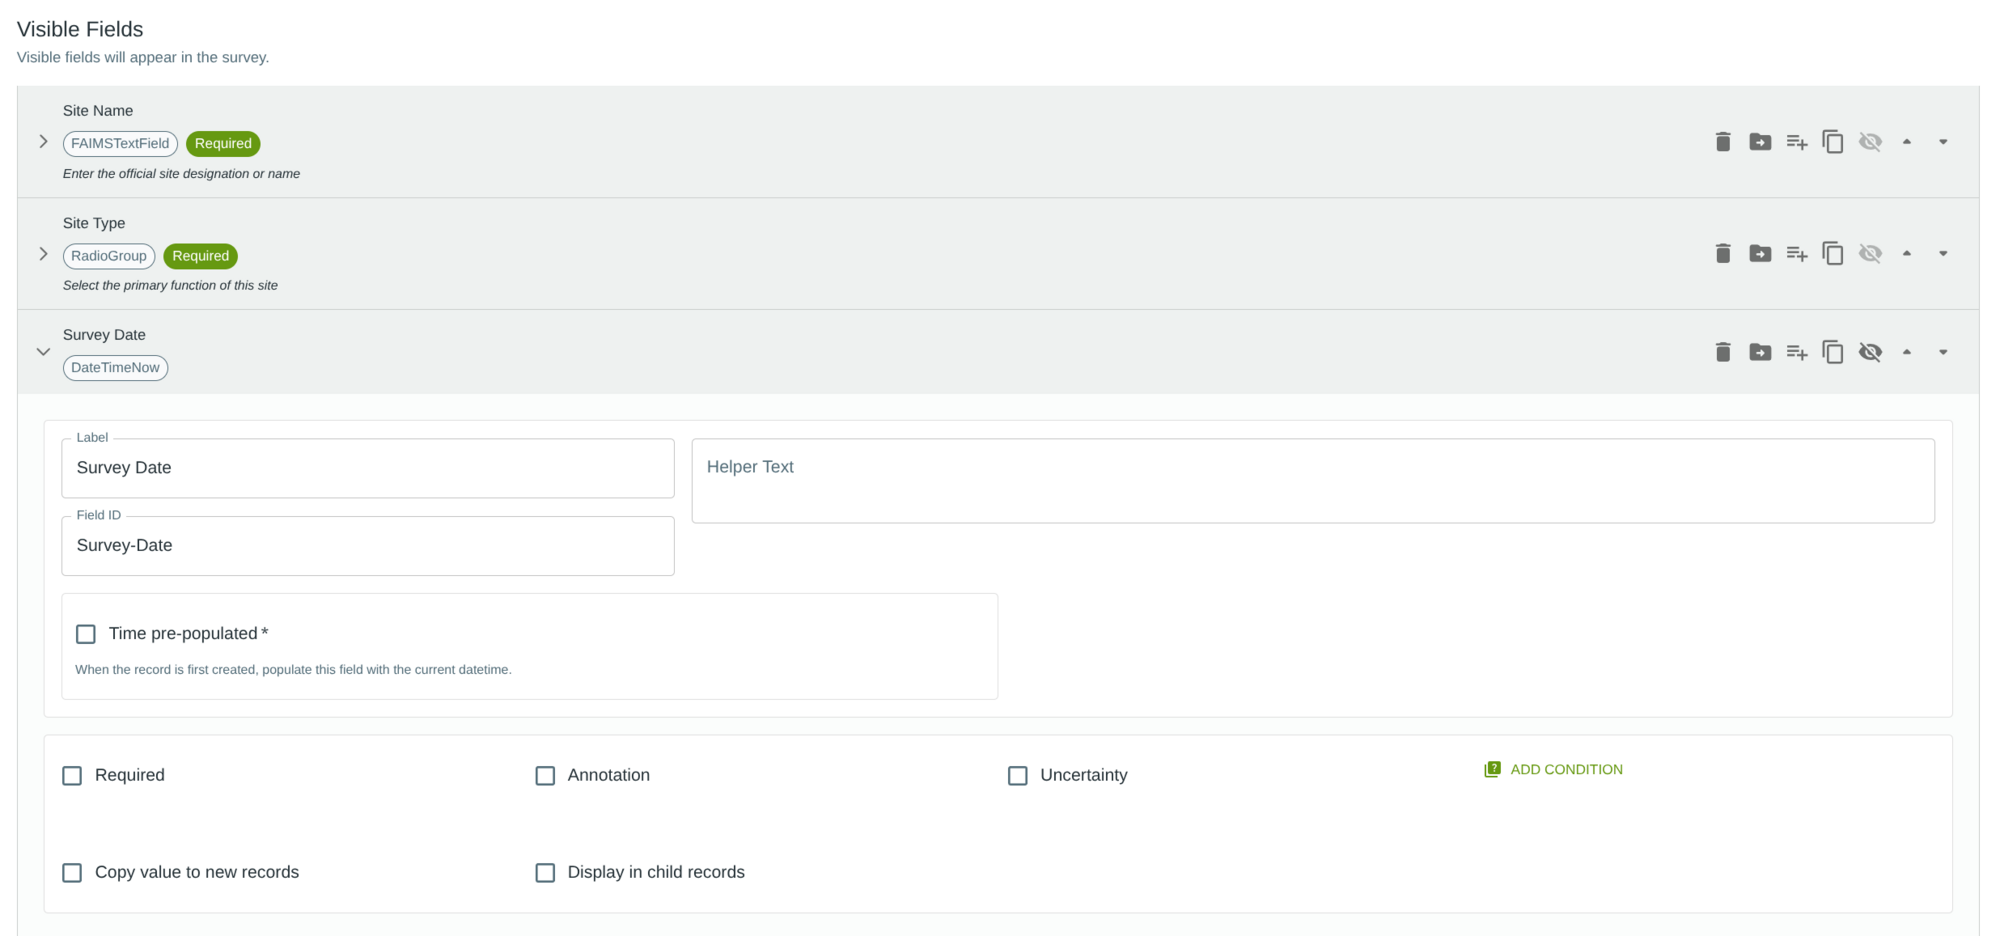 Visible Fields
Visible fields will appear in the survey.
Site Name
FAIMSTextField Required
Enter the official site designation or name
Site Type
RadioGroup Required
Select the primary function of this site
Survey Date
DateTimeNow
Label
Survey Date
Helper Text
Field ID
Survey-Date
Time pre-populated *
When the record is first created, populate this field with the current datetime.
Required Annotation Uncertainty ADD CONDITION
Copy value to new records Display in child records